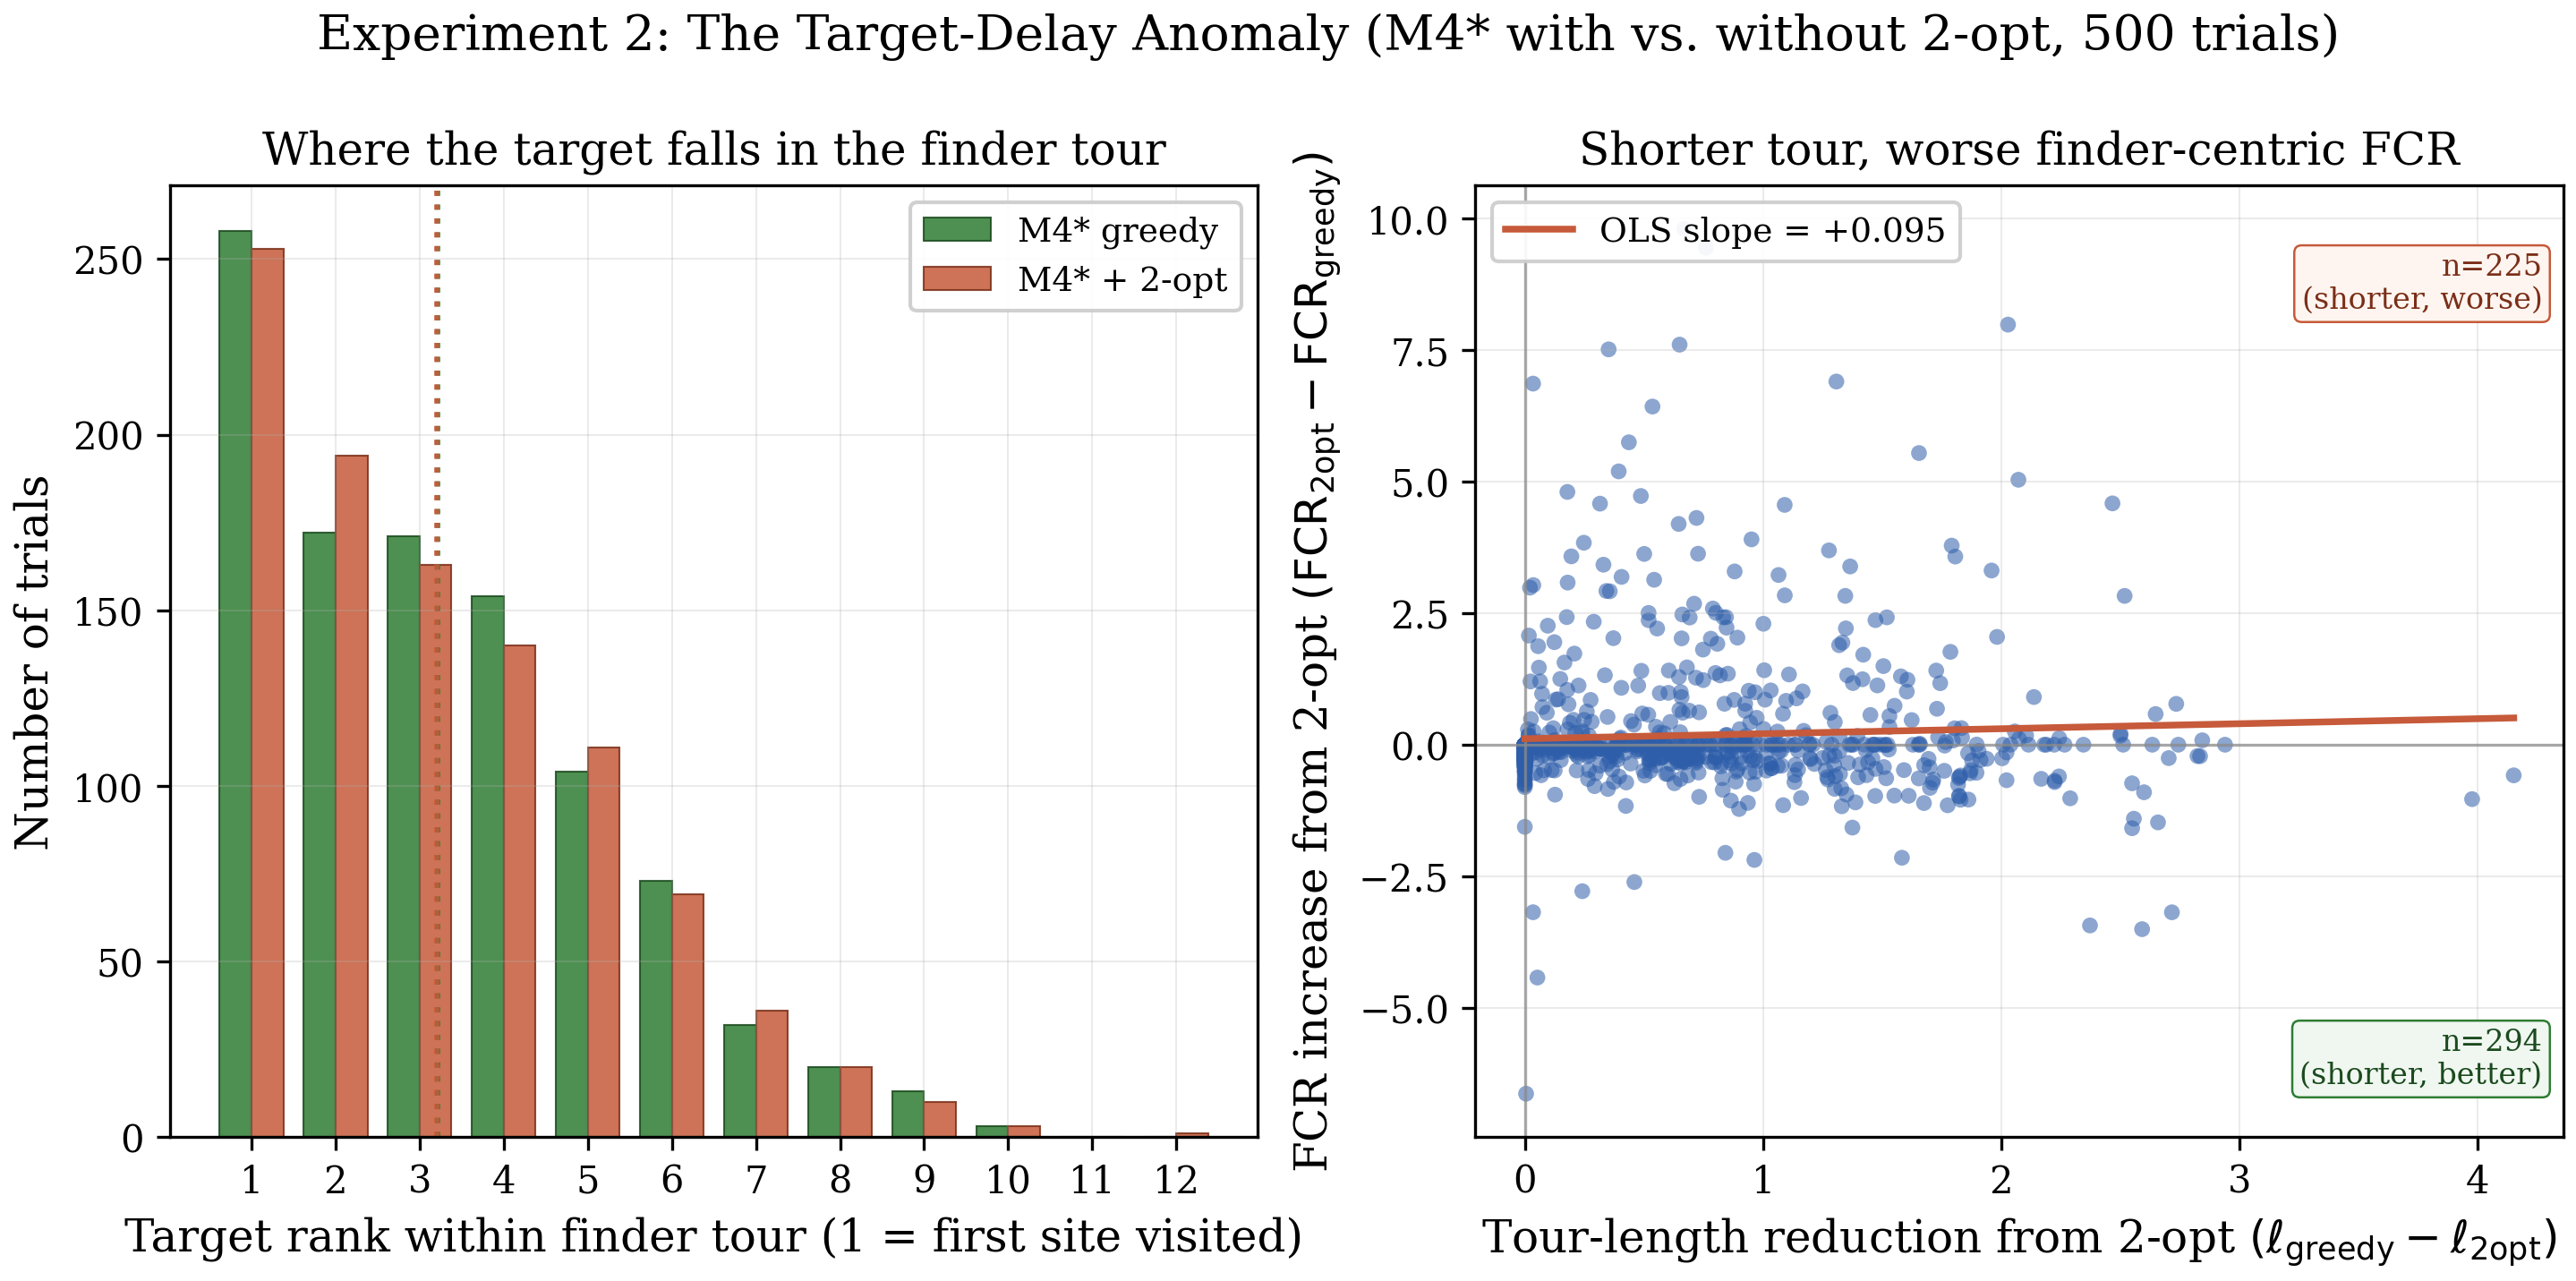 Experiment 2: The Target-Delay Anomaly (M4* with vs. without 2-opt, 500 trials)
Where the target falls in the finder tour
Number of trials
250
200
150
100
50
0
M4* greedy
M4* + 2-opt
1 2 3 4 5 6 7 8 9 10 11 12
Target rank within finder tour (1 = first site visited)
Shorter tour, worse finder-centric FCR
FCR increase from 2-opt (FCR2opt − FCRgreedy)
10.0
7.5
5.0
2.5
0.0
−2.5
−5.0
OLS slope = +0.095
n=225
(shorter, worse)
n=294
(shorter, better)
0 1 2 3 4
Tour-length reduction from 2-opt (ℓgreedy − ℓ2opt)